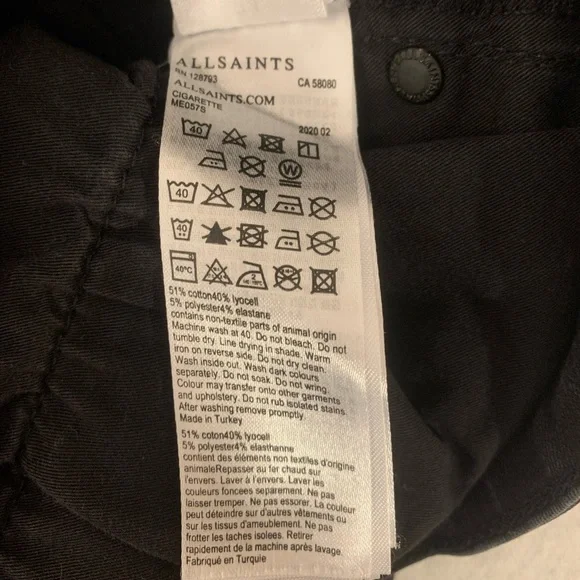 ALLSAINTS
RN 128793 CA 58080
ALLSAINTS.COM
CIGARETTE
ME057S 2020 02
40
W
40
40
40°C
51% cotton40% lyocell
5% polyester4% elastane
contains non-textile parts of animal origin
Machine wash at 40. Do not bleach. Do not
tumble dry. Line drying in shade. Warm
iron on reverse side. Do not dry clean.
Wash inside out. Wash dark colours
separately. Do not soak. Do not wring.
Colour may transfer onto other garments
and upholstery. Do not rub isolated stains.
After washing remove promptly.
Made in Turkey
51% coton40% lyocell
5% polyester4% elasthanne
contient des éléments non textiles d'origine
animaleRepasser au fer chaud sur
l'envers. Laver à l'envers. Laver les
couleurs foncees separement. Ne pas
laisser tremper. Ne pas essorer. La couleur
peut déteindre sur d'autres vêtements ou
sur les tissus d'ameublement. Ne pas
frotter les taches isolees. Retirer
rapidement de la machine après lavage.
Fabriqué en Turquie